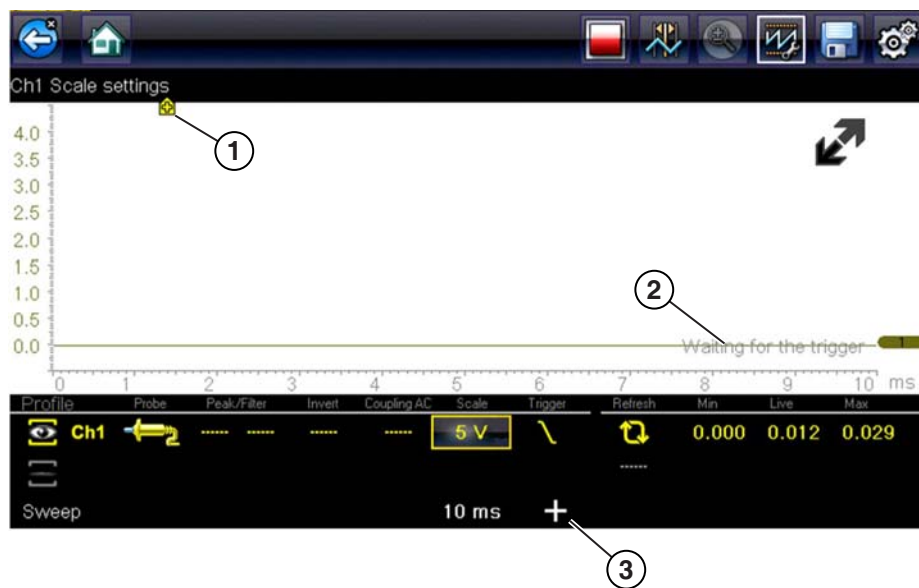 Ch1 Scale settings
1
4.0
3.5
3.0
2.5
2.0
1.5
1.0
0.5
0.0
2
Waiting for the trigger
1
0 1 2 3 4 5 6 7 8 9 10 ms
Profile Probe Peak/Filter Invert Coupling AC Scale Trigger Refresh Min Live Max
Ch1 2 ----- ----- ----- ----- 5 V 0.000 0.012 0.029
-----
Sweep 10 ms +
3